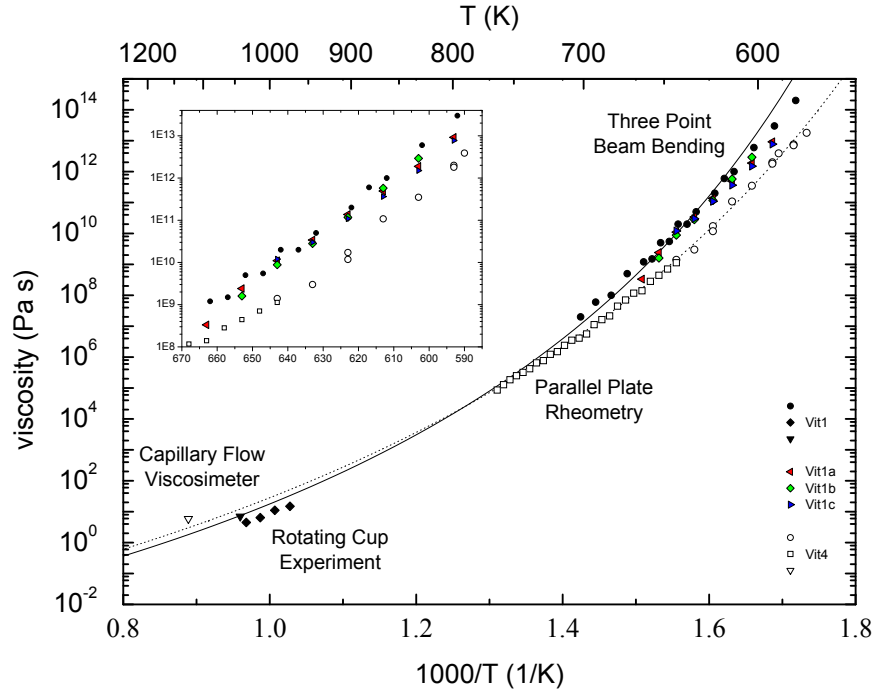 T (K)
1200 1000 900 800 700 600
10^14
10^12
10^10
10^8
10^6
10^4
10^2
10^0
10^-2
viscosity (Pa s)
1E13
1E12
1E11
1E10
1E9
1E8
670 660 650 640 630 620 610 600 590
Three Point
Beam Bending
Parallel Plate
Rheometry
Capillary Flow
Viscosimeter
Rotating Cup
Experiment
Vit1
Vit1a
Vit1b
Vit1c
Vit4
0.8 1.0 1.2 1.4 1.6 1.8
1000/T (1/K)